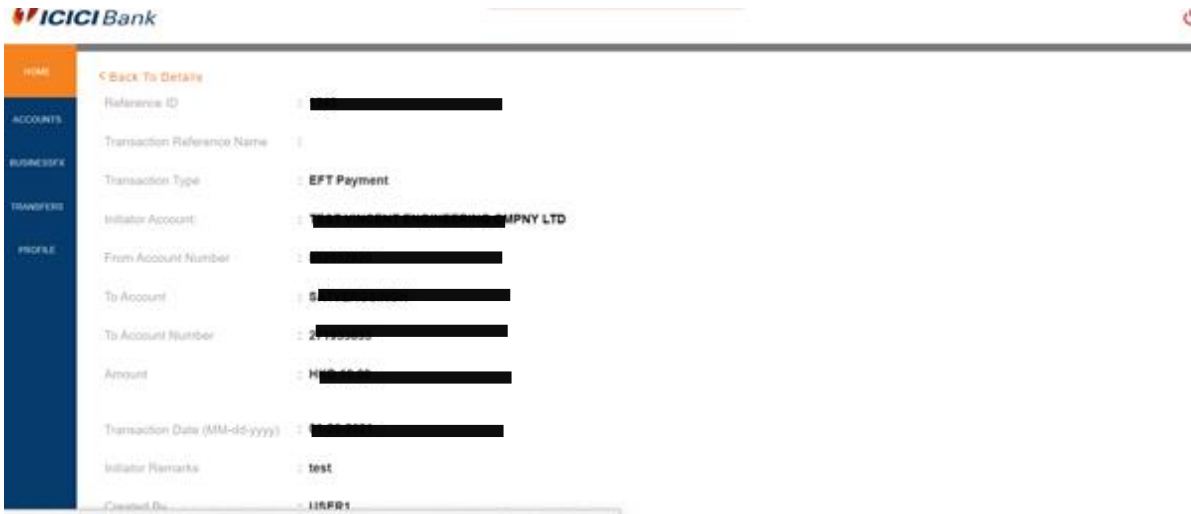 ICICI Bank
HOME
< Back To Details
Reference ID :
ACCOUNTS
Transaction Reference Name :
BUSINESSFX
Transaction Type : EFT Payment
TRANSFERS
Initiator Account: : MPNY LTD
PROFILE
From Account Number :
To Account :
To Account Number :
Amount :
Transaction Date (MM-dd-yyyy) :
Initiator Remarks : test
Created By : USER1